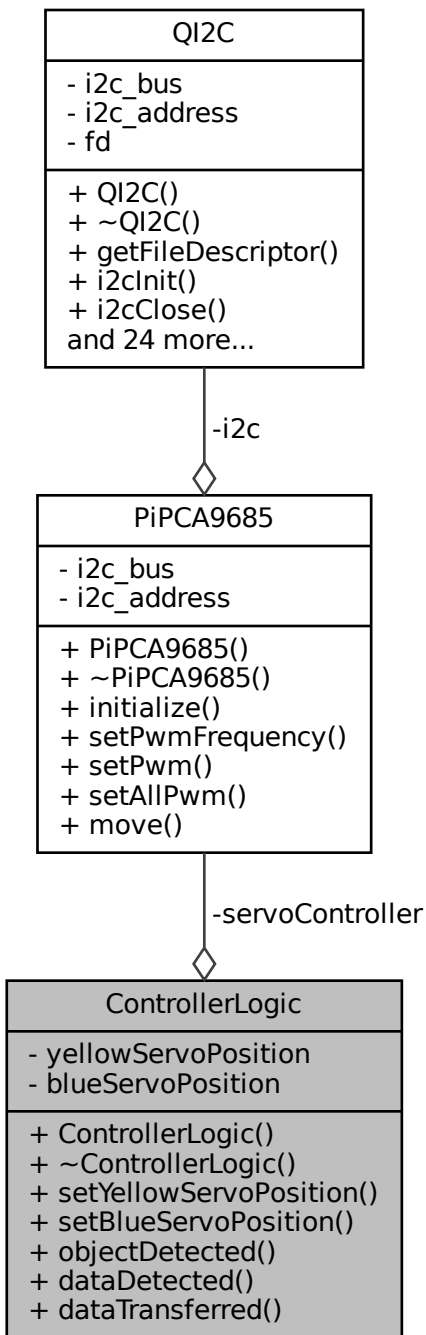 QI2C
- i2c_bus
- i2c_address
- fd
+ QI2C()
+ ~QI2C()
+ getFileDescriptor()
+ i2cInit()
+ i2cClose()
and 24 more...
-i2c
PiPCA9685
- i2c_bus
- i2c_address
+ PiPCA9685()
+ ~PiPCA9685()
+ initialize()
+ setPwmFrequency()
+ setPwm()
+ setAllPwm()
+ move()
-servoController
ControllerLogic
- yellowServoPosition
- blueServoPosition
+ ControllerLogic()
+ ~ControllerLogic()
+ setYellowServoPosition()
+ setBlueServoPosition()
+ objectDetected()
+ dataDetected()
+ dataTransferred()